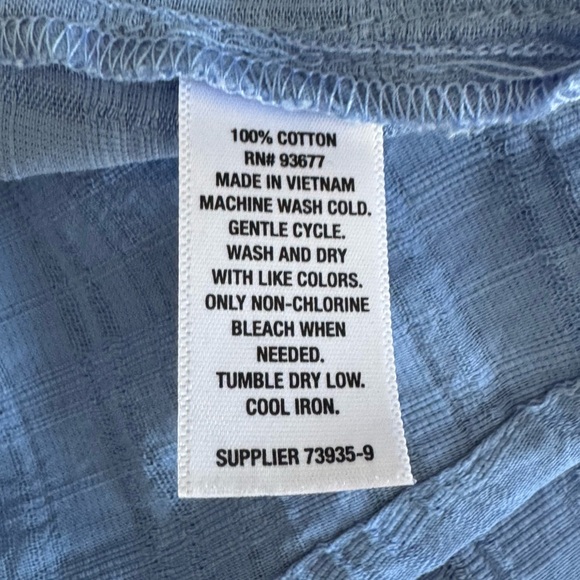 100% COTTON
RN# 93677
MADE IN VIETNAM
MACHINE WASH COLD.
GENTLE CYCLE.
WASH AND DRY
WITH LIKE COLORS.
ONLY NON-CHLORINE
BLEACH WHEN
NEEDED.
TUMBLE DRY LOW.
COOL IRON.
SUPPLIER 73935-9